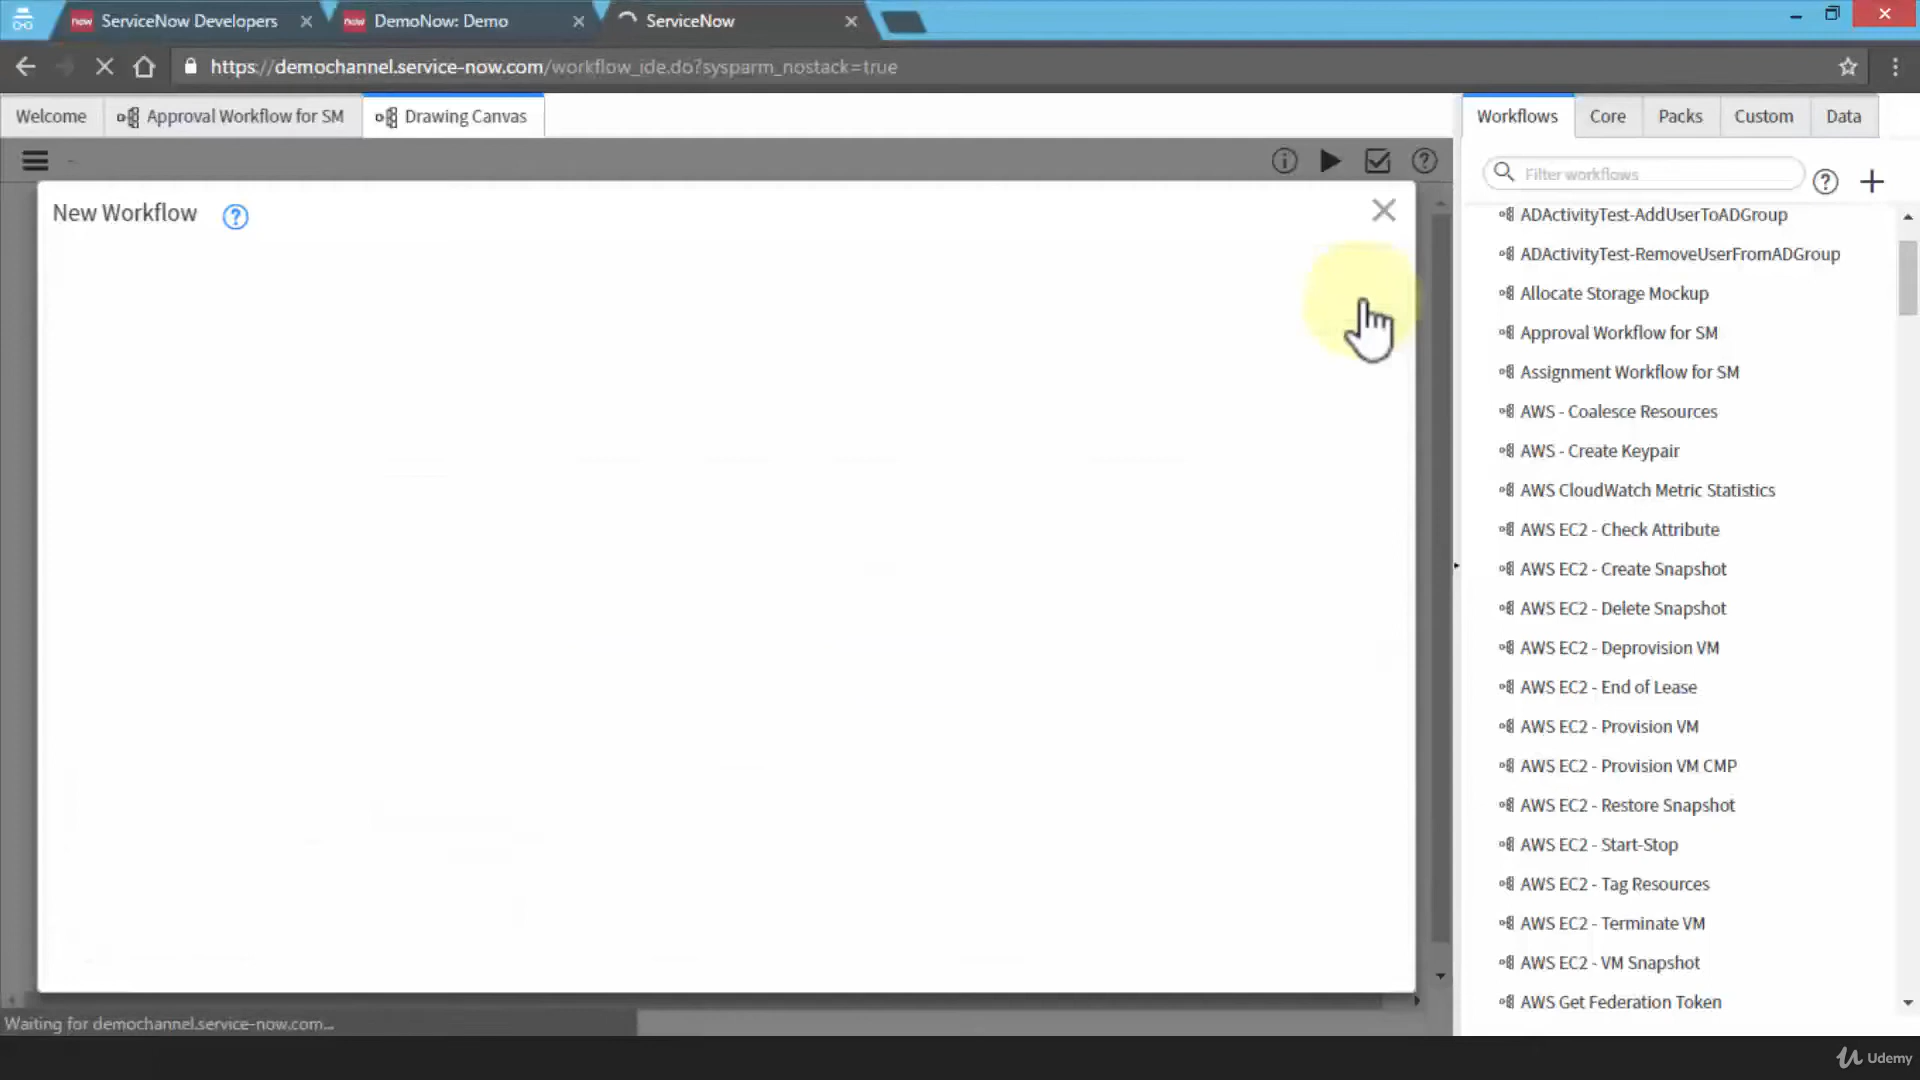 now ServiceNow Developers
now DemoNow: Demo
ServiceNow
https://demochannel.service-now.com/workflow_ide.do?sysparm_nostack=true
Welcome
Approval Workflow for SM
Drawing Canvas
Workflows
Core
Packs
Custom
Data
Filter workflows
New Workflow
ADActivityTest-AddUserToADGroup
ADActivityTest-RemoveUserFromADGroup
Allocate Storage Mockup
Approval Workflow for SM
Assignment Workflow for SM
AWS - Coalesce Resources
AWS - Create Keypair
AWS CloudWatch Metric Statistics
AWS EC2 - Check Attribute
AWS EC2 - Create Snapshot
AWS EC2 - Delete Snapshot
AWS EC2 - Deprovision VM
AWS EC2 - End of Lease
AWS EC2 - Provision VM
AWS EC2 - Provision VM CMP
AWS EC2 - Restore Snapshot
AWS EC2 - Start-Stop
AWS EC2 - Tag Resources
AWS EC2 - Terminate VM
AWS EC2 - VM Snapshot
AWS Get Federation Token
Waiting for demochannel.service-now.com...
Udemy